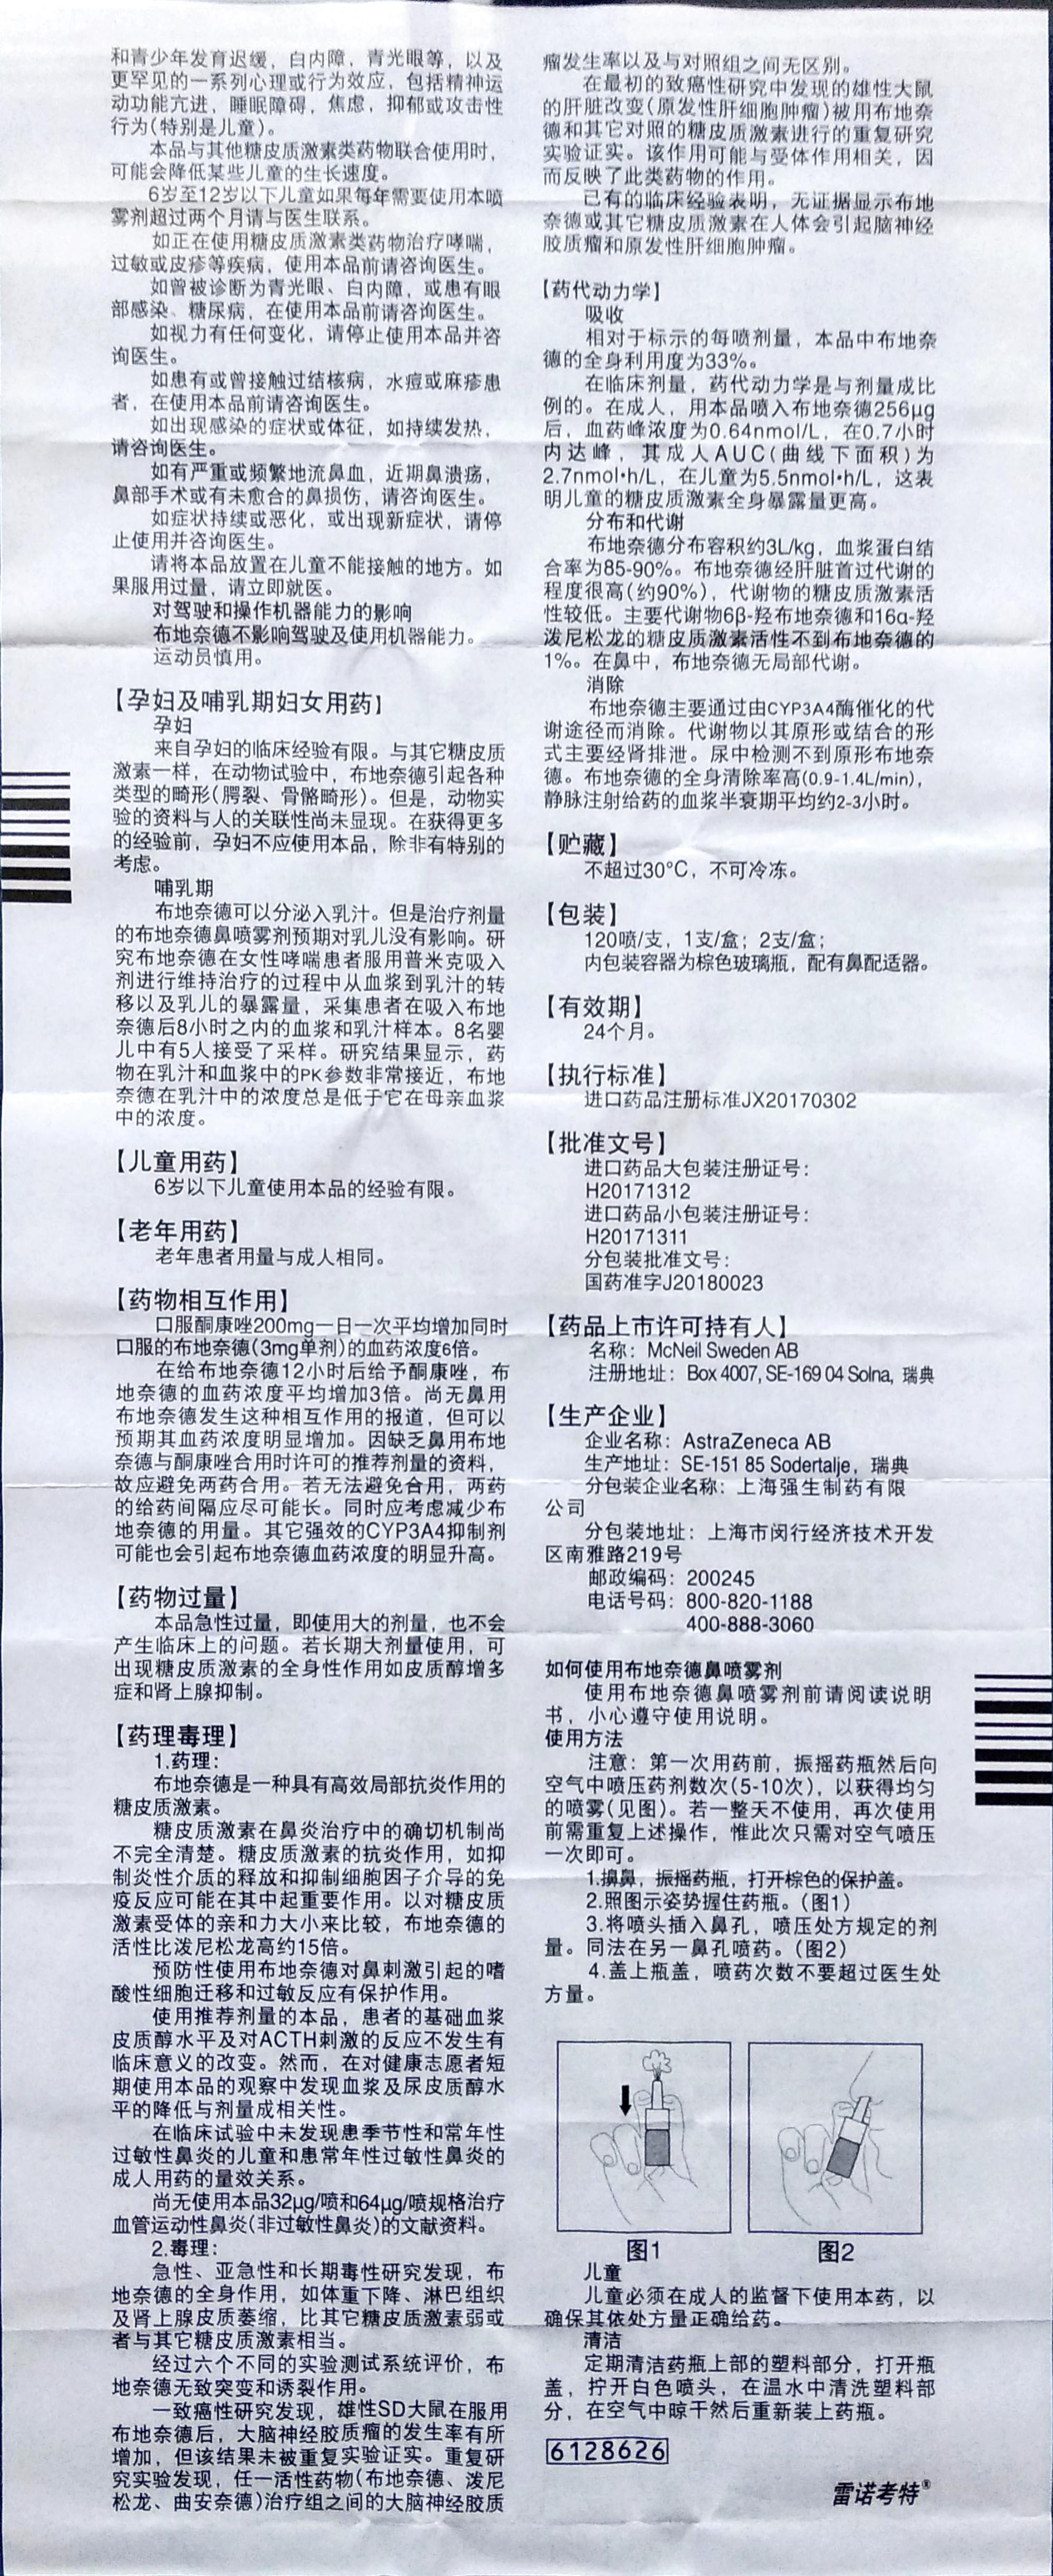 和青少年发育迟缓，白内障，青光眼等，以及
更罕见的一系列心理或行为效应，包括精神运
动功能亢进，睡眠障碍，焦虑，抑郁或攻击性
行为(特别是儿童)。
本品与其他糖皮质激素类药物联合使用时，
可能会降低某些儿童的生长速度。
6岁至12岁以下儿童如果每年需要使用本喷
雾剂超过两个月请与医生联系。
如正在使用糖皮质激素类药物治疗哮喘，
过敏或皮疹等疾病，使用本品前请咨询医生。
如曾被诊断为青光眼、白内障，或患有眼
部感染、糖尿病，在使用本品前请咨询医生。
如视力有任何变化，请停止使用本品并咨
询医生。
如患有或曾接触过结核病，水痘或麻疹患
者，在使用本品前请咨询医生。
如出现感染的症状或体征，如持续发热，
请咨询医生。
如有严重或频繁地流鼻血，近期鼻溃疡，
鼻部手术或有未愈合的鼻损伤，请咨询医生。
如症状持续或恶化，或出现新症状，请停
止使用并咨询医生。
请将本品放置在儿童不能接触的地方。如
果服用过量，请立即就医。
对驾驶和操作机器能力的影响
布地奈德不影响驾驶及使用机器能力。
运动员慎用。
【孕妇及哺乳期妇女用药】
孕妇
来自孕妇的临床经验有限。与其它糖皮质
激素一样，在动物试验中，布地奈德引起各种
类型的畸形(腭裂、骨骼畸形)。但是，动物实
验的资料与人的关联性尚未显现。在获得更多
的经验前，孕妇不应使用本品，除非有特别的
考虑。
哺乳期
布地奈德可以分泌入乳汁。但是治疗剂量
的布地奈德鼻喷雾剂预期对乳儿没有影响。研
究布地奈德在女性哮喘患者服用普米克吸入
剂进行维持治疗的过程中从血浆到乳汁的转
移以及乳儿的暴露量，采集患者在吸入布地
奈德后8小时之内的血浆和乳汁样本。8名婴
儿中有5人接受了采样。研究结果显示，药
物在乳汁和血浆中的PK参数非常接近，布地
奈德在乳汁中的浓度总是低于它在母亲血浆
中的浓度。
【儿童用药】
6岁以下儿童使用本品的经验有限。
【老年用药】
老年患者用量与成人相同。
【药物相互作用】
口服酮康唑200mg一日一次平均增加同时
口服的布地奈德(3mg单剂)的血药浓度6倍。
在给布地奈德12小时后给予酮康唑，布
地奈德的血药浓度平均增加3倍。尚无鼻用
布地奈德发生这种相互作用的报道，但可以
预期其血药浓度明显增加。因缺乏鼻用布地
奈德与酮康唑合用时许可的推荐剂量的资料，
故应避免两药合用。若无法避免合用，两药
的给药间隔应尽可能长。同时应考虑减少布
地奈德的用量。其它强效的CYP3A4抑制剂
可能也会引起布地奈德血药浓度的明显升高。
【药物过量】
本品急性过量，即使用大的剂量，也不会
产生临床上的问题。若长期大剂量使用，可
出现糖皮质激素的全身性作用如皮质醇增多
症和肾上腺抑制。
【药理毒理】
1.药理：
布地奈德是一种具有高效局部抗炎作用的
糖皮质激素。
糖皮质激素在鼻炎治疗中的确切机制尚
不完全清楚。糖皮质激素的抗炎作用，如抑
制炎性介质的释放和抑制细胞因子介导的免
疫反应可能在其中起重要作用。以对糖皮质
激素受体的亲和力大小来比较，布地奈德的
活性比泼尼松龙高约15倍。
预防性使用布地奈德对鼻刺激引起的嗜
酸性细胞迁移和过敏反应有保护作用。
使用推荐剂量的本品，患者的基础血浆
皮质醇水平及对ACTH刺激的反应不发生有
临床意义的改变。然而，在对健康志愿者短
期使用本品的观察中发现血浆及尿皮质醇水
平的降低与剂量成相关性。
在临床试验中未发现患季节性和常年性
过敏性鼻炎的儿童和患常年性过敏性鼻炎的
成人用药的量效关系。
尚无使用本品32μg/喷和64μg/喷规格治疗
血管运动性鼻炎(非过敏性鼻炎)的文献资料。
2.毒理：
急性、亚急性和长期毒性研究发现，布
地奈德的全身作用，如体重下降、淋巴组织
及肾上腺皮质萎缩，比其它糖皮质激素弱或
者与其它糖皮质激素相当。
经过六个不同的实验测试系统评价，布
地奈德无致突变和诱裂作用。
一致癌性研究发现，雄性SD大鼠在服用
布地奈德后，大脑神经胶质瘤的发生率有所
增加，但该结果未被重复实验证实。重复研
究实验发现，任一活性药物(布地奈德、泼尼
松龙、曲安奈德)治疗组之间的大脑神经胶质
瘤发生率以及与对照组之间无区别。
在最初的致癌性研究中发现的雄性大鼠
的肝脏改变(原发性肝细胞肿瘤)被用布地奈
德和其它对照的糖皮质激素进行的重复研究
实验证实。该作用可能与受体作用相关，因
而反映了此类药物的作用。
已有的临床经验表明，无证据显示布地
奈德或其它糖皮质激素在人体会引起脑神经
胶质瘤和原发性肝细胞肿瘤。
【药代动力学】
吸收
相对于标示的每喷剂量，本品中布地奈
德的全身利用度为33%。
在临床剂量，药代动力学是与剂量成比
例的。在成人，用本品喷入布地奈德256μg
后，血药峰浓度为0.64nmol/L，在0.7小时
内达峰，其成人AUC(曲线下面积)为
2.7nmol•h/L，在儿童为5.5nmol•h/L，这表
明儿童的糖皮质激素全身暴露量更高。
分布和代谢
布地奈德分布容积约3L/kg，血浆蛋白结
合率为85-90%。布地奈德经肝脏首过代谢的
程度很高(约90%)，代谢物的糖皮质激素活
性较低。主要代谢物6β-羟布地奈德和16α-羟
泼尼松龙的糖皮质激素活性不到布地奈德的
1%。在鼻中，布地奈德无局部代谢。
消除
布地奈德主要通过由CYP3A4酶催化的代
谢途径而消除。代谢物以其原形或结合的形
式主要经肾排泄。尿中检测不到原形布地奈
德。布地奈德的全身清除率高(0.9-1.4L/min)，
静脉注射给药的血浆半衰期平均约2-3小时。
【贮藏】
不超过30°C，不可冷冻。
【包装】
120喷/支，1支/盒；2支/盒；
内包装容器为棕色玻璃瓶，配有鼻配适器。
【有效期】
24个月。
【执行标准】
进口药品注册标准JX20170302
【批准文号】
进口药品大包装注册证号：
H20171312
进口药品小包装注册证号：
H20171311
分包装批准文号：
国药准字J20180023
【药品上市许可持有人】
名称：McNeil Sweden AB
注册地址：Box 4007, SE-169 04 Solna, 瑞典
【生产企业】
企业名称：AstraZeneca AB
生产地址：SE-151 85 Sodertalje，瑞典
分包装企业名称：上海强生制药有限
公司
分包装地址：上海市闵行经济技术开发
区南雅路219号
邮政编码：200245
电话号码：800-820-1188
400-888-3060
如何使用布地奈德鼻喷雾剂
使用布地奈德鼻喷雾剂前请阅读说明
书，小心遵守使用说明。
使用方法
注意：第一次用药前，振摇药瓶然后向
空气中喷压药剂数次(5-10次)，以获得均匀
的喷雾(见图)。若一整天不使用，再次使用
前需重复上述操作，惟此次只需对空气喷压
一次即可。
1.擤鼻，振摇药瓶，打开棕色的保护盖。
2.照图示姿势握住药瓶。(图1)
3.将喷头插入鼻孔，喷压处方规定的剂
量。同法在另一鼻孔喷药。(图2)
4.盖上瓶盖，喷药次数不要超过医生处
方量。
图1
图2
儿童
儿童必须在成人的监督下使用本药，以
确保其依处方量正确给药。
清洁
定期清洁药瓶上部的塑料部分，打开瓶
盖，拧开白色喷头，在温水中清洗塑料部
分，在空气中晾干然后重新装上药瓶。
6128626
雷诺考特®